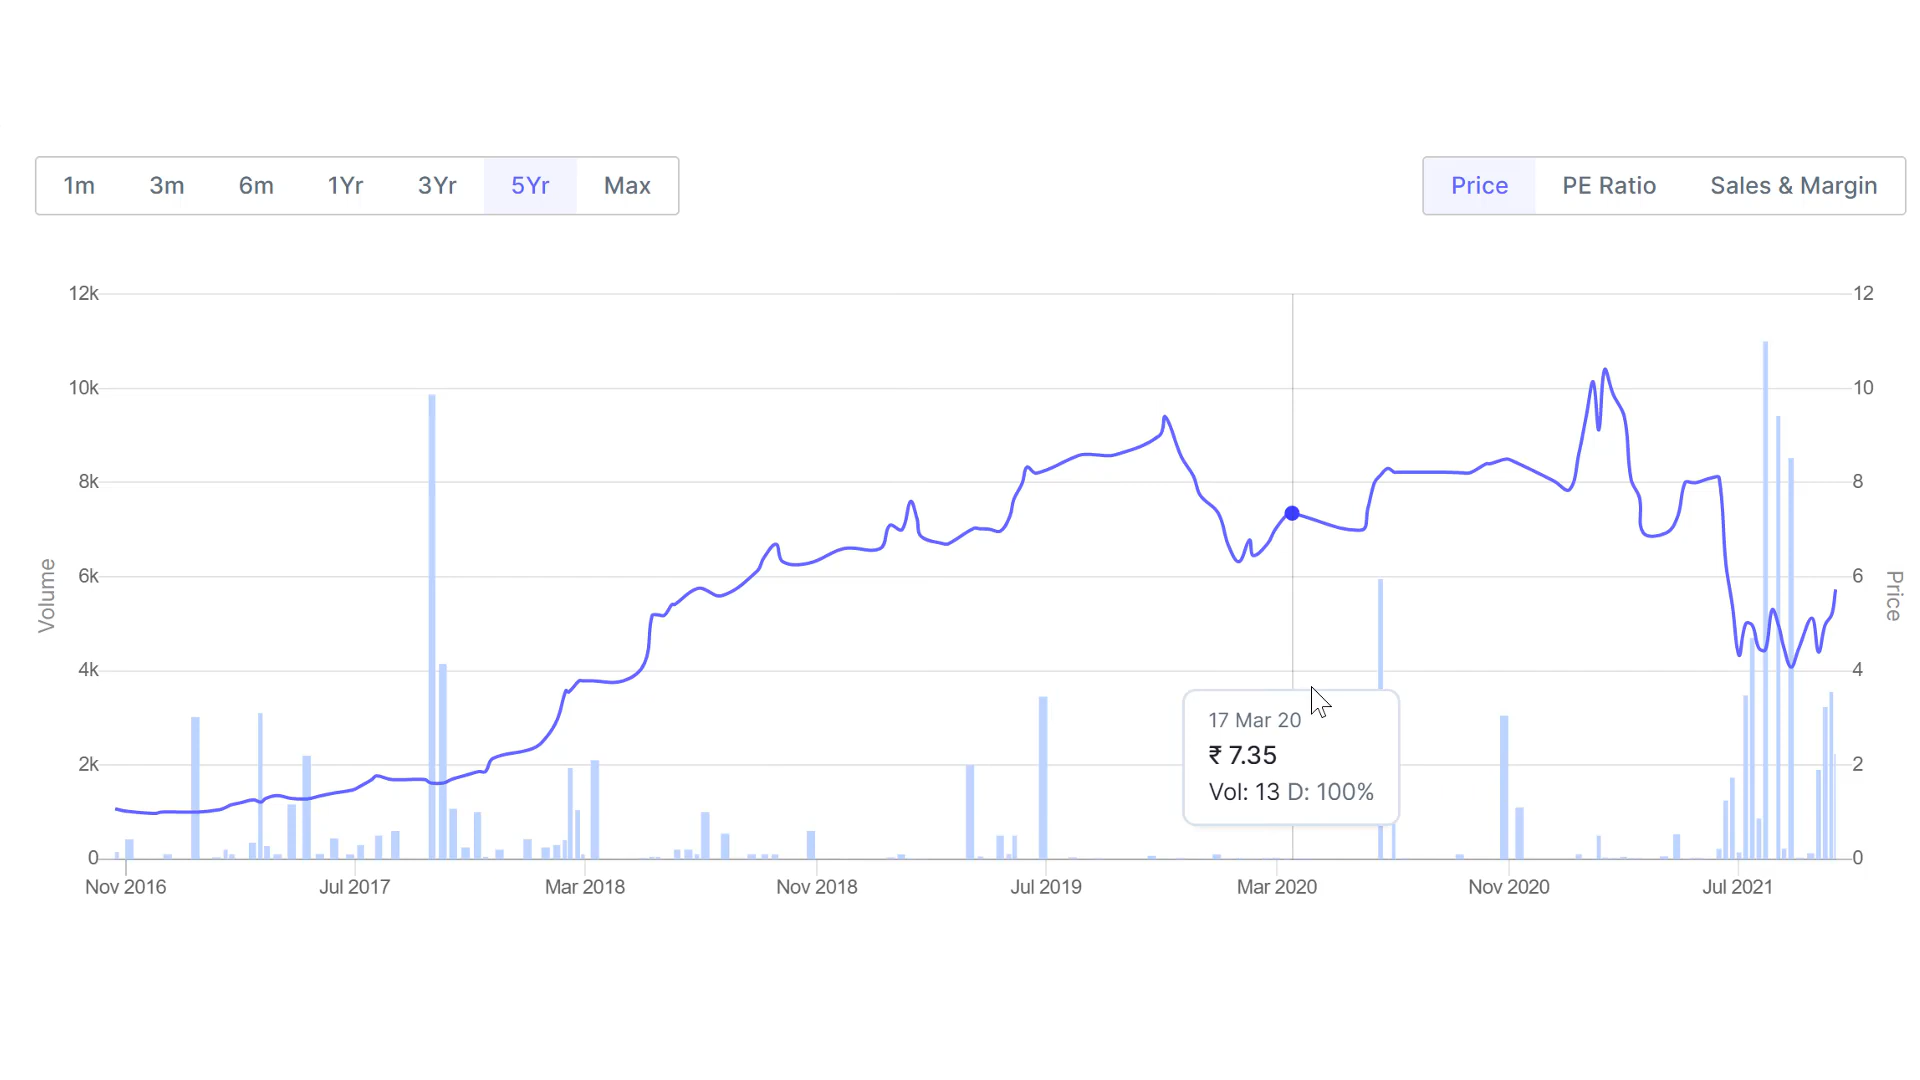 1m 3m 6m 1Yr 3Yr 5Yr Max Price PE Ratio Sales & Margin
12k 12
10k 10
8k 8
6k 6
4k 4
2k 2
0 0
Volume
Price
17 Mar 20
₹ 7.35
Vol: 13 D: 100%
Nov 2016 Jul 2017 Mar 2018 Nov 2018 Jul 2019 Mar 2020 Nov 2020 Jul 2021